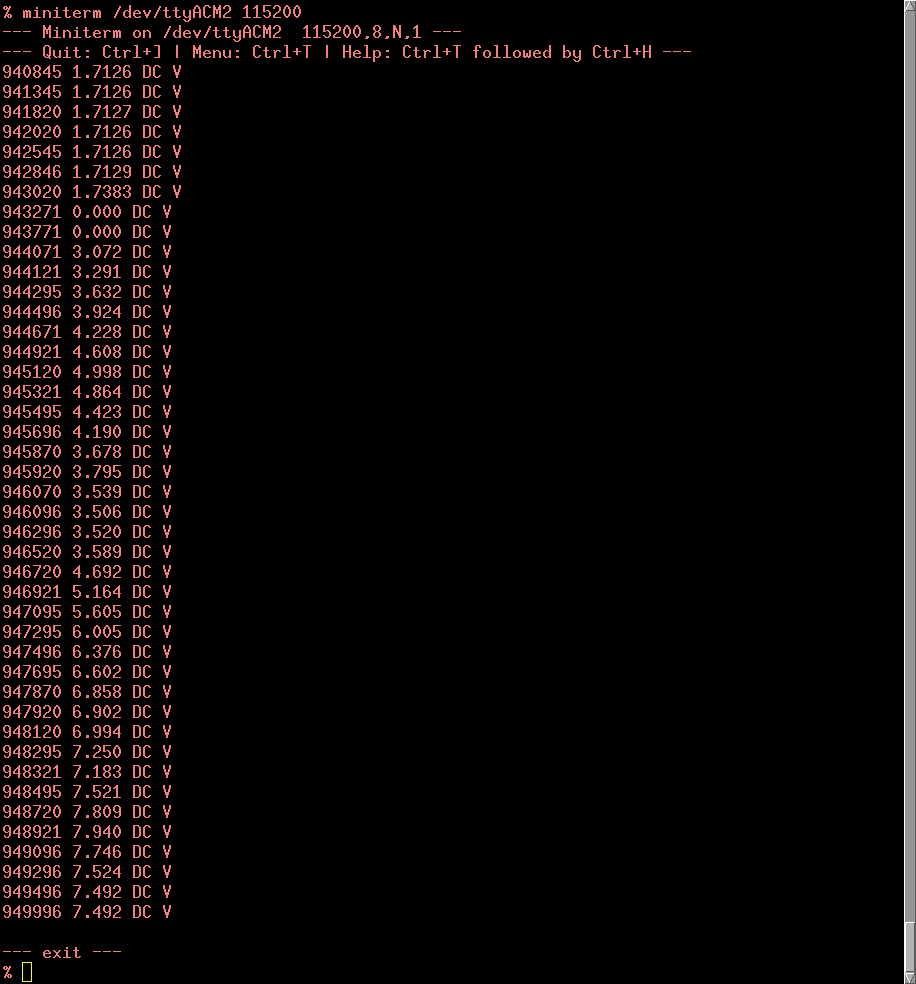 % miniterm /dev/ttyACM2 115200
--- Miniterm on /dev/ttyACM2  115200,8,N,1 ---
--- Quit: Ctrl+] | Menu: Ctrl+T | Help: Ctrl+T followed by Ctrl+H ---
940845 1.7126 DC V
941345 1.7126 DC V
941820 1.7127 DC V
942020 1.7126 DC V
942545 1.7126 DC V
942846 1.7129 DC V
943020 1.7383 DC V
943271 0.000 DC V
943771 0.000 DC V
944071 3.072 DC V
944121 3.291 DC V
944295 3.632 DC V
944496 3.924 DC V
944671 4.228 DC V
944921 4.608 DC V
945120 4.998 DC V
945321 4.864 DC V
945495 4.423 DC V
945696 4.190 DC V
945870 3.678 DC V
945920 3.795 DC V
946070 3.539 DC V
946096 3.506 DC V
946296 3.520 DC V
946520 3.589 DC V
946720 4.692 DC V
946921 5.164 DC V
947095 5.605 DC V
947295 6.005 DC V
947496 6.376 DC V
947695 6.602 DC V
947870 6.858 DC V
947920 6.902 DC V
948120 6.994 DC V
948295 7.250 DC V
948321 7.183 DC V
948495 7.521 DC V
948720 7.809 DC V
948921 7.940 DC V
949096 7.746 DC V
949296 7.524 DC V
949496 7.492 DC V
949996 7.492 DC V
--- exit ---
%